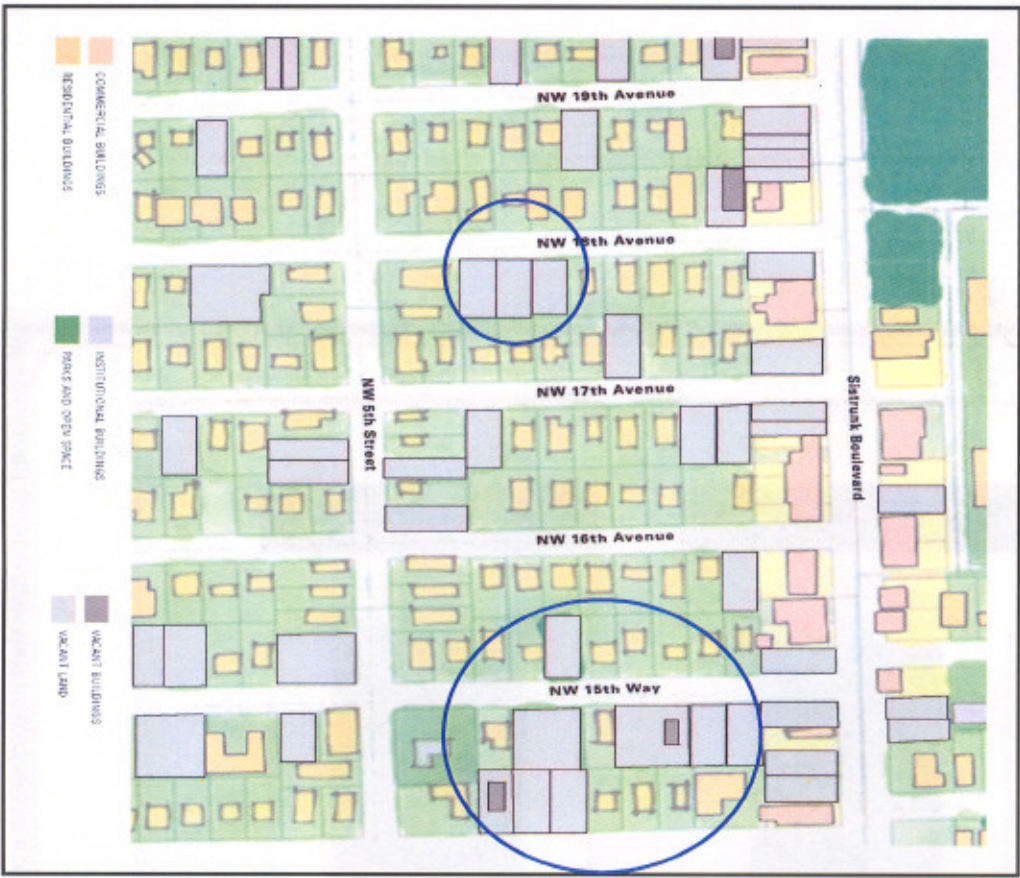 NW 19th Avenue
NW 18th Avenue
NW 17th Avenue
NW 5th Street
Sistrunk Boulevard
NW 16th Avenue
NW 15th Way
COMMERCIAL BUILDINGS
RESIDENTIAL BUILDINGS
INSTITUTIONAL BUILDINGS
PARKS AND OPEN SPACE
VACANT BUILDINGS
VACANT LAND